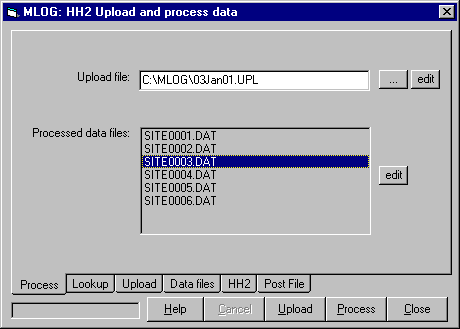 MLOG: HH2 Upload and process data
Upload file: C:\MLOG\03Jan01.UPL ... edit
Processed data files:
SITE0001.DAT
SITE0002.DAT
SITE0003.DAT
SITE0004.DAT
SITE0005.DAT
SITE0006.DAT
edit
Process Lookup Upload Data files HH2 Post File
Help Cancel Upload Process Close